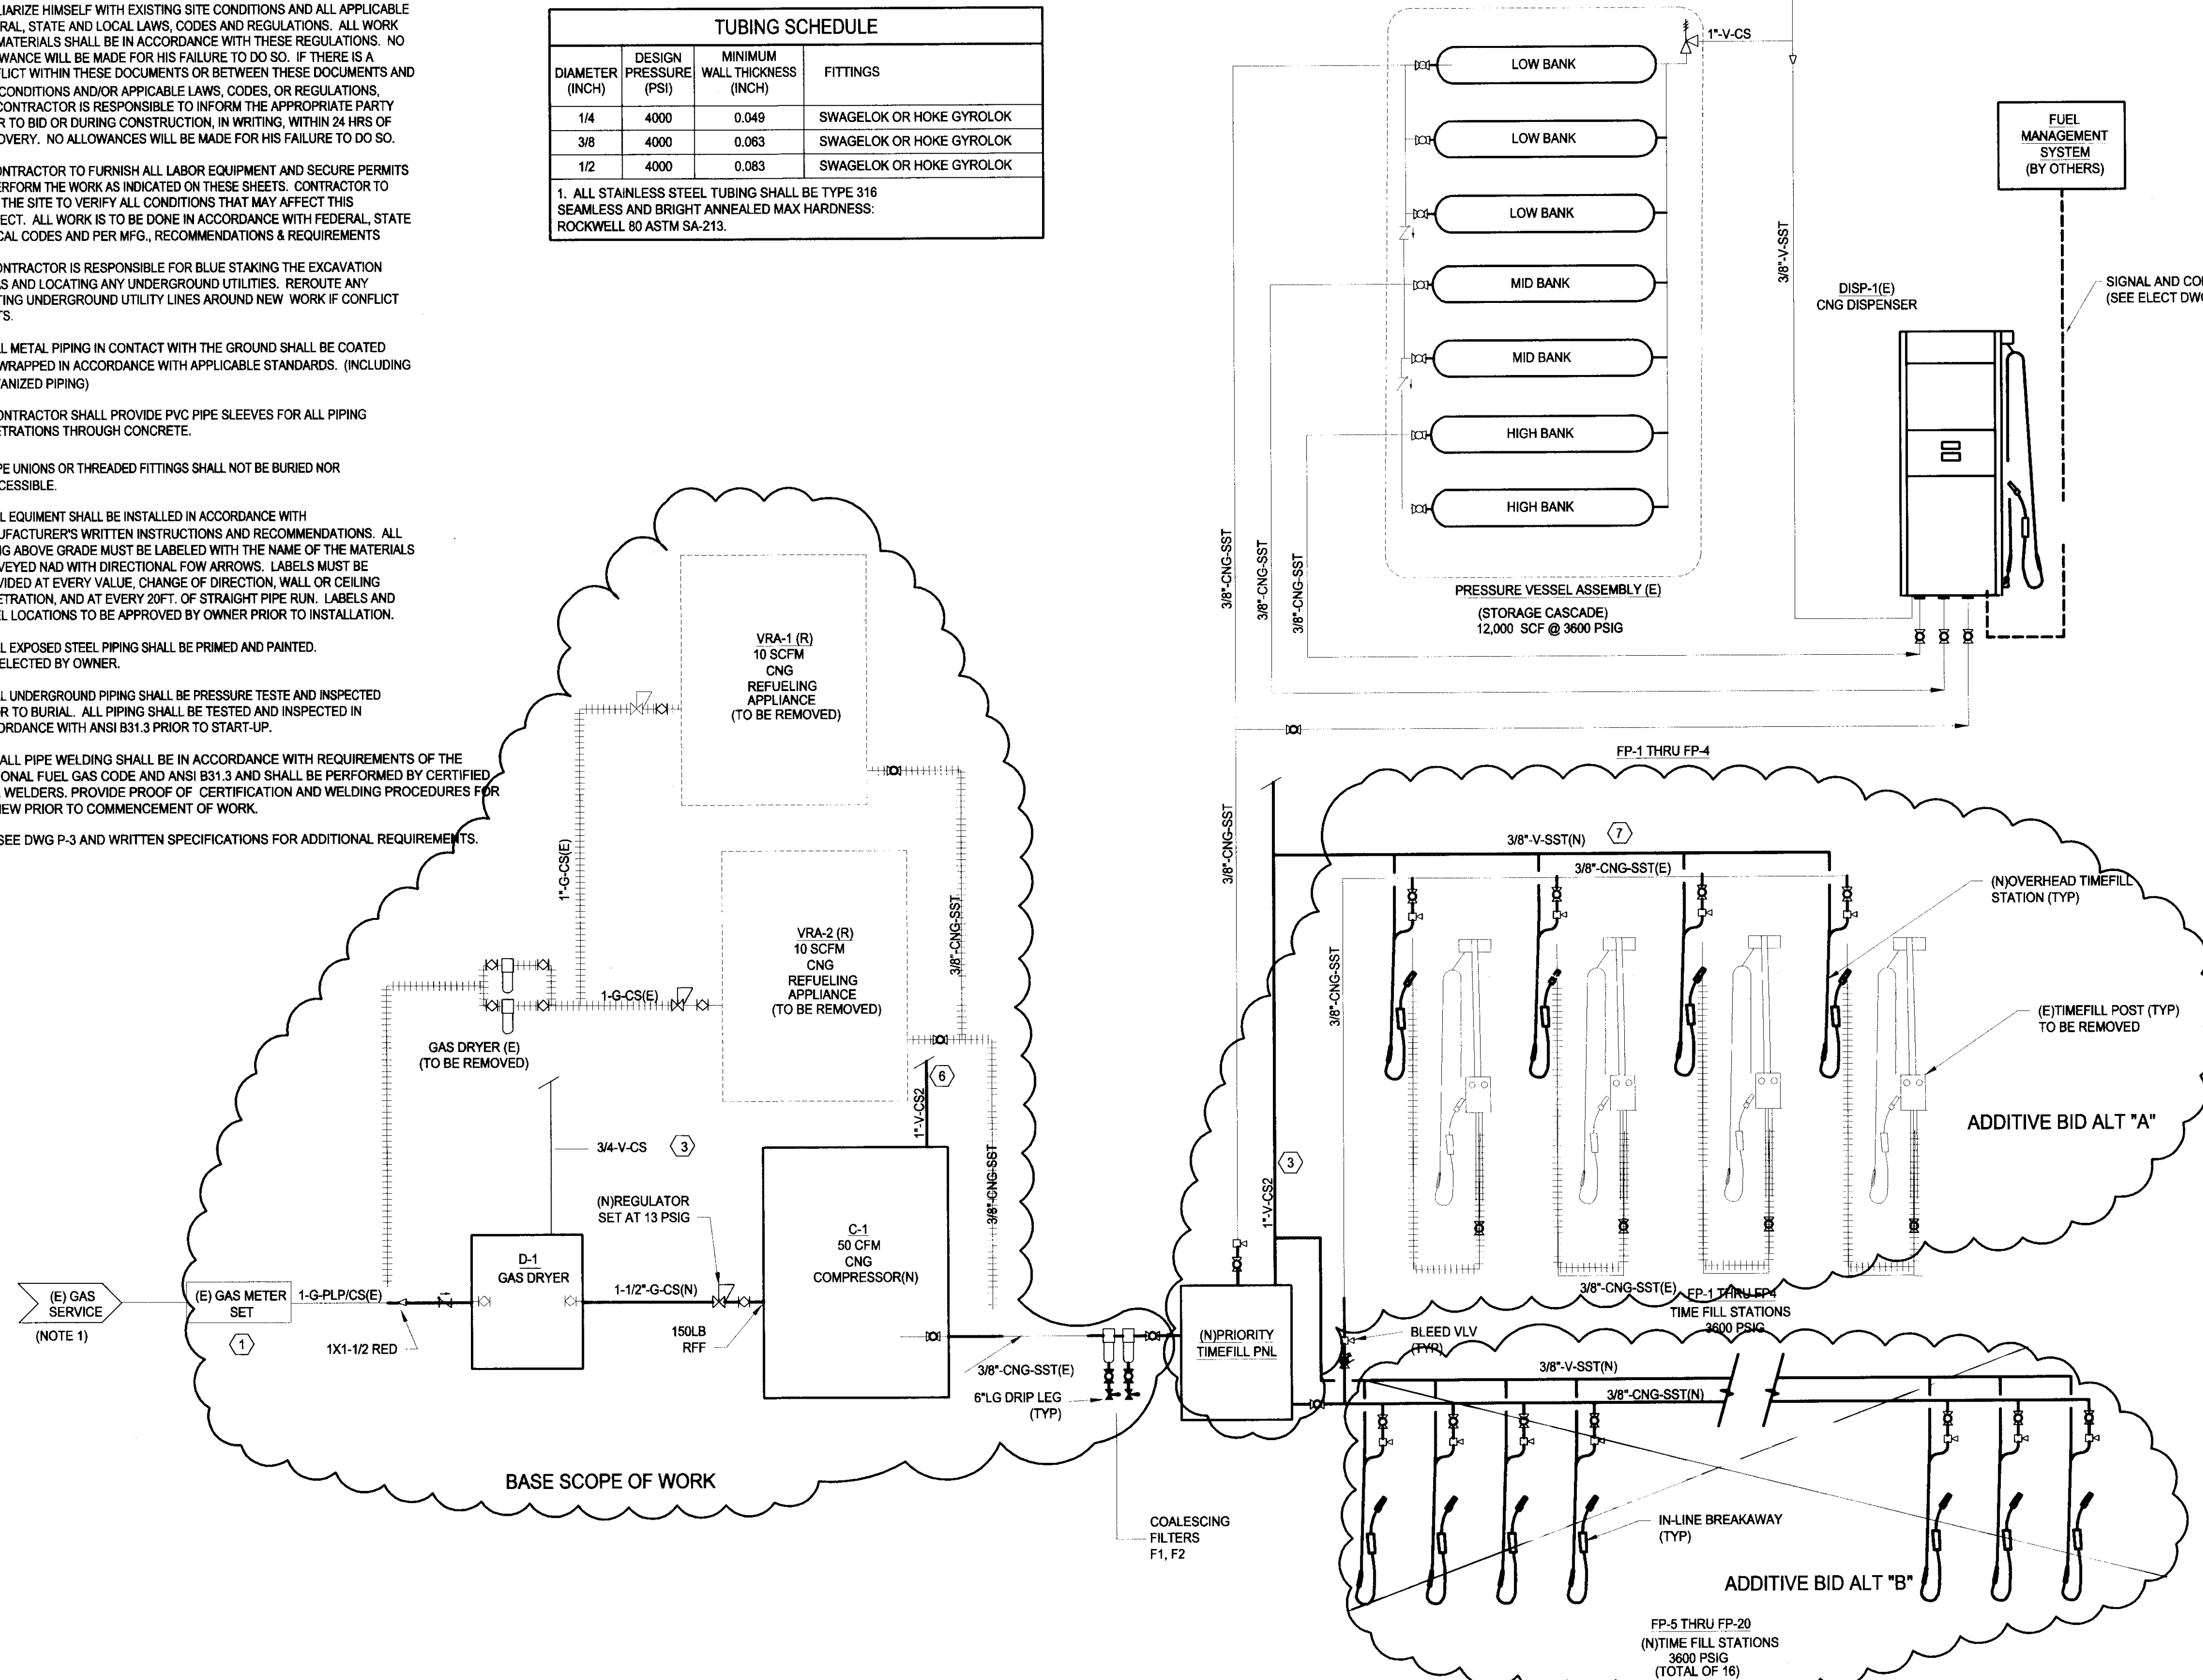 LIARIZE HIMSELF WITH EXISTING SITE CONDITIONS AND ALL APPLICABLE
RAL, STATE AND LOCAL LAWS, CODES AND REGULATIONS. ALL WORK
MATERIALS SHALL BE IN ACCORDANCE WITH THESE REGULATIONS. NO
WANCE WILL BE MADE FOR HIS FAILURE TO DO SO. IF THERE IS A
FLICT WITHIN THESE DOCUMENTS OR BETWEEN THESE DOCUMENTS AND
CONDITIONS AND/OR APPICABLE LAWS, CODES, OR REGULATIONS,
CONTRACTOR IS RESPONSIBLE TO INFORM THE APPROPRIATE PARTY
R TO BID OR DURING CONSTRUCTION, IN WRITING, WITHIN 24 HRS OF
OVERY. NO ALLOWANCES WILL BE MADE FOR HIS FAILURE TO DO SO.
ONTRACTOR TO FURNISH ALL LABOR EQUIPMENT AND SECURE PERMITS
ERFORM THE WORK AS INDICATED ON THESE SHEETS. CONTRACTOR TO
THE SITE TO VERIFY ALL CONDITIONS THAT MAY AFFECT THIS
ECT. ALL WORK IS TO BE DONE IN ACCORDANCE WITH FEDERAL, STATE
CAL CODES AND PER MFG., RECOMMENDATIONS & REQUIREMENTS
ONTRACTOR IS RESPONSIBLE FOR BLUE STAKING THE EXCAVATION
S AND LOCATING ANY UNDERGROUND UTILITIES. REROUTE ANY
TING UNDERGROUND UTILITY LINES AROUND NEW WORK IF CONFLICT
TS.
L METAL PIPING IN CONTACT WITH THE GROUND SHALL BE COATED
WRAPPED IN ACCORDANCE WITH APPLICABLE STANDARDS. (INCLUDING
ANIZED PIPING)
ONTRACTOR SHALL PROVIDE PVC PIPE SLEEVES FOR ALL PIPING
ETRATIONS THROUGH CONCRETE.
PE UNIONS OR THREADED FITTINGS SHALL NOT BE BURIED NOR
CESSIBLE.
L EQUIMENT SHALL BE INSTALLED IN ACCORDANCE WITH
UFACTURER'S WRITTEN INSTRUCTIONS AND RECOMMENDATIONS. ALL
NG ABOVE GRADE MUST BE LABELED WITH THE NAME OF THE MATERIALS
VEYED NAD WITH DIRECTIONAL FOW ARROWS. LABELS MUST BE
VIDED AT EVERY VALUE, CHANGE OF DIRECTION, WALL OR CEILING
ETRATION, AND AT EVERY 20FT. OF STRAIGHT PIPE RUN. LABELS AND
EL LOCATIONS TO BE APPROVED BY OWNER PRIOR TO INSTALLATION.
L EXPOSED STEEL PIPING SHALL BE PRIMED AND PAINTED.
ELECTED BY OWNER.
L UNDERGROUND PIPING SHALL BE PRESSURE TESTE AND INSPECTED
OR TO BURIAL. ALL PIPING SHALL BE TESTED AND INSPECTED IN
ORDANCE WITH ANSI B31.3 PRIOR TO START-UP.
ALL PIPE WELDING SHALL BE IN ACCORDANCE WITH REQUIREMENTS OF THE
IONAL FUEL GAS CODE AND ANSI B31.3 AND SHALL BE PERFORMED BY CERTIFIED
WELDERS. PROVIDE PROOF OF CERTIFICATION AND WELDING PROCEDURES FOR
IEW PRIOR TO COMMENCEMENT OF WORK.
SEE DWG P-3 AND WRITTEN SPECIFICATIONS FOR ADDITIONAL REQUIREMENTS.
TUBING SCHEDULE
DIAMETER (INCH) DESIGN PRESSURE (PSI) MINIMUM WALL THICKNESS (INCH) FITTINGS
1/4 4000 0.049 SWAGELOK OR HOKE GYROLOK
3/8 4000 0.063 SWAGELOK OR HOKE GYROLOK
1/2 4000 0.083 SWAGELOK OR HOKE GYROLOK
1. ALL STAINLESS STEEL TUBING SHALL BE TYPE 316
SEAMLESS AND BRIGHT ANNEALED MAX HARDNESS:
ROCKWELL 80 ASTM SA-213.
1"-V-CS
LOW BANK
LOW BANK
LOW BANK
MID BANK
MID BANK
HIGH BANK
HIGH BANK
PRESSURE VESSEL ASSEMBLY (E)
(STORAGE CASCADE)
12,000 SCF @ 3600 PSIG
3/8"-CNG-SST
3/8"-CNG-SST
3/8"-CNG-SST
3/8"-V-SST
FUEL
MANAGEMENT
SYSTEM
(BY OTHERS)
DISP-1(E)
CNG DISPENSER
SIGNAL AND CO
(SEE ELECT DW
VRA-1 (R)
10 SCFM
CNG
REFUELING
APPLIANCE
(TO BE REMOVED)
1"-G-CS(E)
3/8"-CNG-SST
VRA-2 (R)
10 SCFM
CNG
REFUELING
APPLIANCE
(TO BE REMOVED)
1-G-CS(E)
GAS DRYER (E)
(TO BE REMOVED)
6
1"-V-CS2
3/8"-CNG-SST
3/4-V-CS
3
(N)REGULATOR
SET AT 13 PSIG
D-1
GAS DRYER
1-1/2"-G-CS(N)
C-1
50 CFM
CNG
COMPRESSOR(N)
(E) GAS
SERVICE
(NOTE 1)
(E) GAS METER
SET
1
1-G-PLP/CS(E)
1X1-1/2 RED
150LB
RFF
3/8"-CNG-SST(E)
6"LG DRIP LEG
(TYP)
COALESCING
FILTERS
F1, F2
BASE SCOPE OF WORK
(N)PRIORITY
TIMEFILL PNL
3/8"-CNG-SST
1"-V-CS2
3
3/8"-CNG-SST
FP-1 THRU FP-4
3/8"-V-SST(N)
7
3/8"-CNG-SST(E)
(N)OVERHEAD TIMEFILL
STATION (TYP)
(E)TIMEFILL POST (TYP)
TO BE REMOVED
ADDITIVE BID ALT "A"
3/8"-CNG-SST(E)
FP-1 THRU FP4
TIME FILL STATIONS
3600 PSIG
BLEED VLV
(TYP)
3/8"-V-SST(N)
3/8"-CNG-SST(N)
IN-LINE BREAKAWAY
(TYP)
ADDITIVE BID ALT "B"
FP-5 THRU FP-20
(N)TIME FILL STATIONS
3600 PSIG
(TOTAL OF 16)